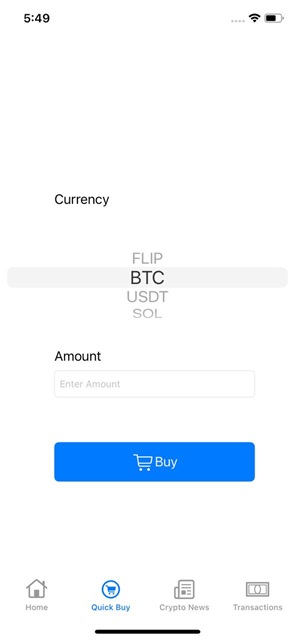 5:49
Currency
FLIP
BTC
USDT
SOL
Amount
Enter Amount
Buy
Home
Quick Buy
Crypto News
Transactions